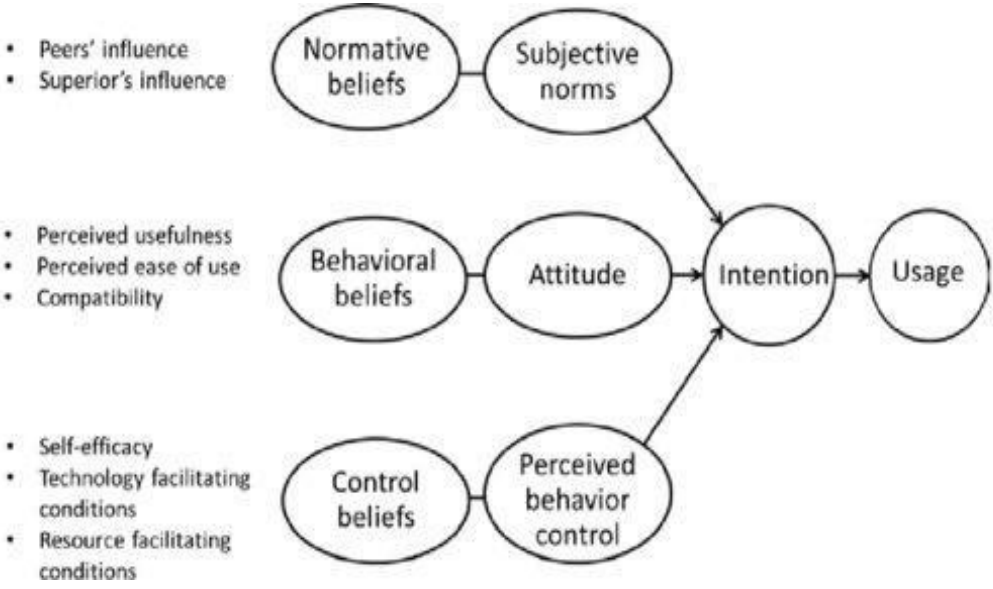 • Peers' influence
• Superior's influence
Normative
beliefs
Subjective
norms
• Perceived usefulness
• Perceived ease of use
• Compatibility
Behavioral
beliefs
Attitude
Intention
Usage
• Self-efficacy
• Technology facilitating
conditions
• Resource facilitating
conditions
Control
beliefs
Perceived
behavior
control